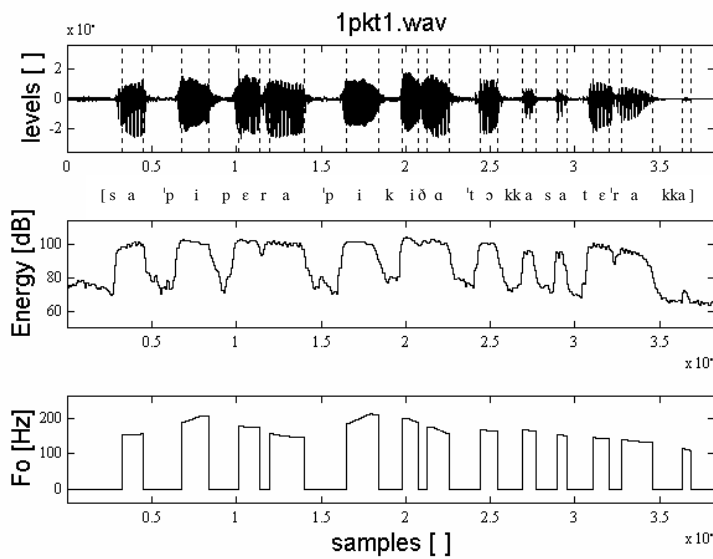 1pkt1.wav
x 10⁴
levels [ ]
2
0
-2
0 0.5 1 1.5 2 2.5 3 3.5
[ s a ˈp i p ɛ r a ˈp i k i ð ɑ ˈt ɔ kk a s a t ɛ ˈr a kka ]
Energy [dB]
100
80
60
0.5 1 1.5 2 2.5 3 3.5
x 10⁴
Fo [Hz]
200
100
0
0.5 1 1.5 2 2.5 3 3.5
x 10⁴
samples [ ]